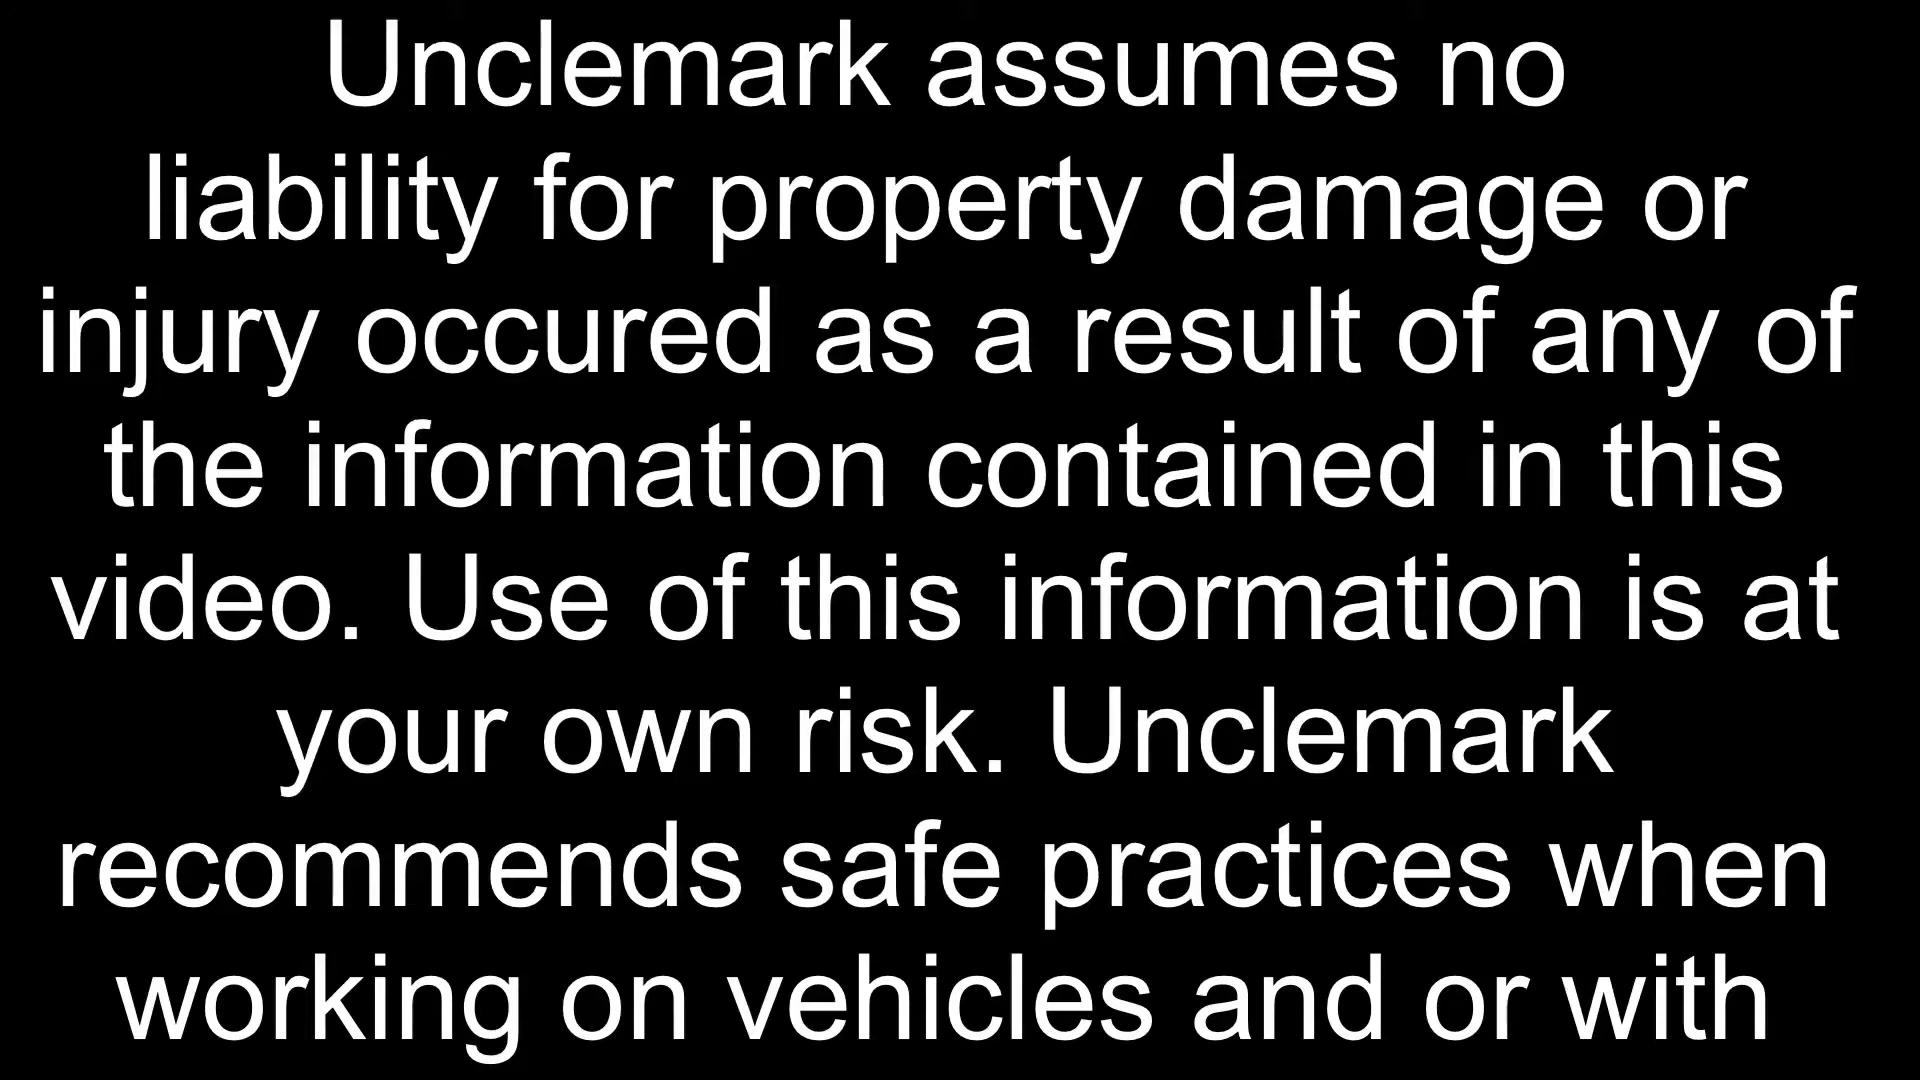 Unclemark assumes no
liability for property damage or
injury occured as a result of any of
the information contained in this
video. Use of this information is at
your own risk. Unclemark
recommends safe practices when
working on vehicles and or with